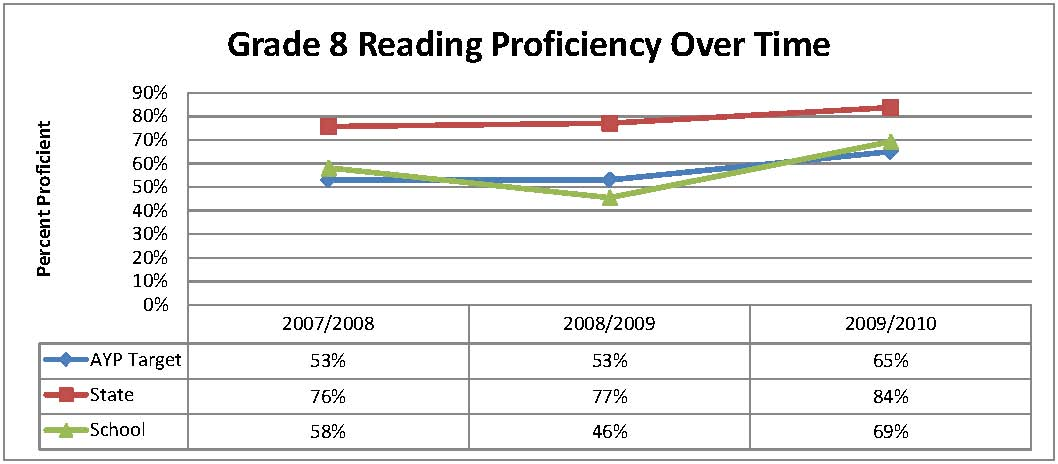 Grade 8 Reading Proficiency Over Time
Percent Proficient
90%
80%
70%
60%
50%
40%
30%
20%
10%
0%
2007/2008 2008/2009 2009/2010
AYP Target 53% 53% 65%
State 76% 77% 84%
School 58% 46% 69%